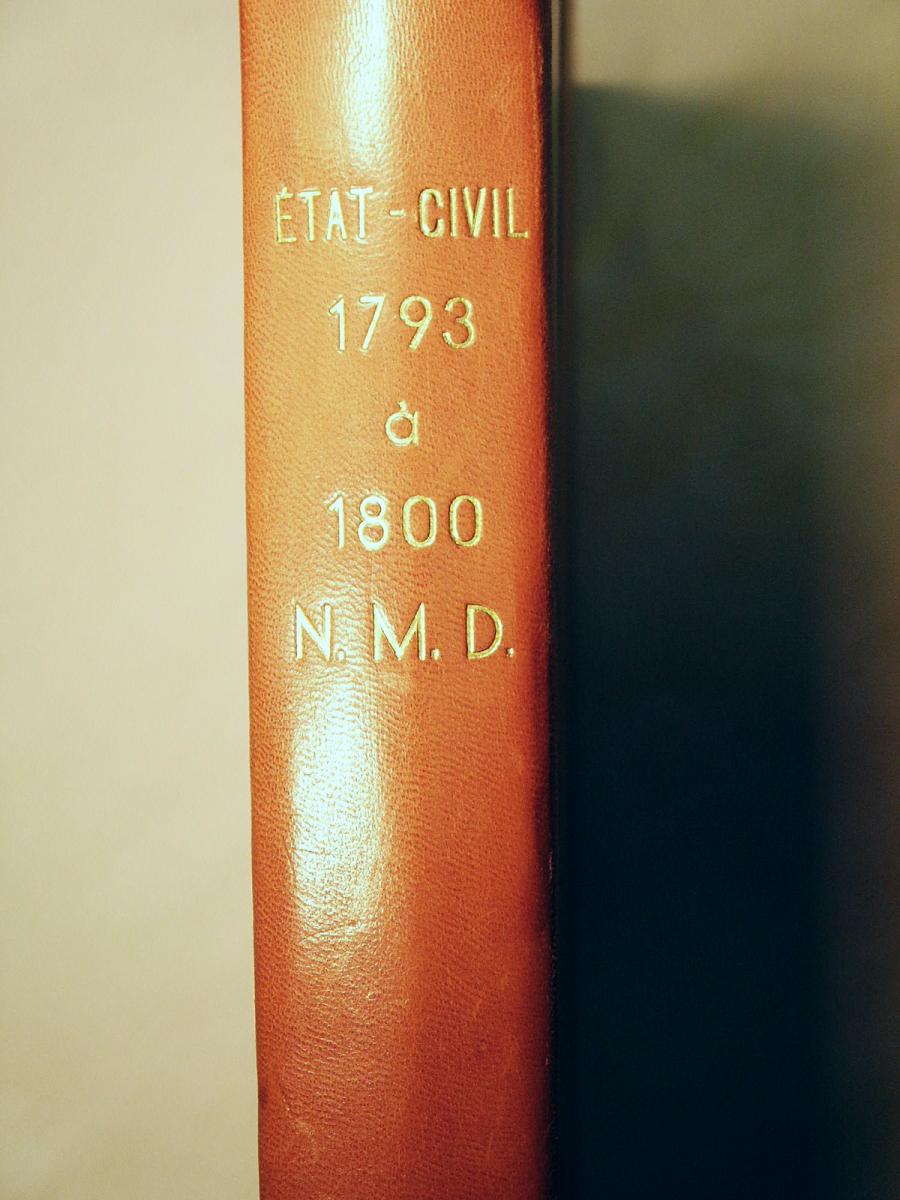 ÉTAT - CIVIL
1793
à
1800
N. M. D.